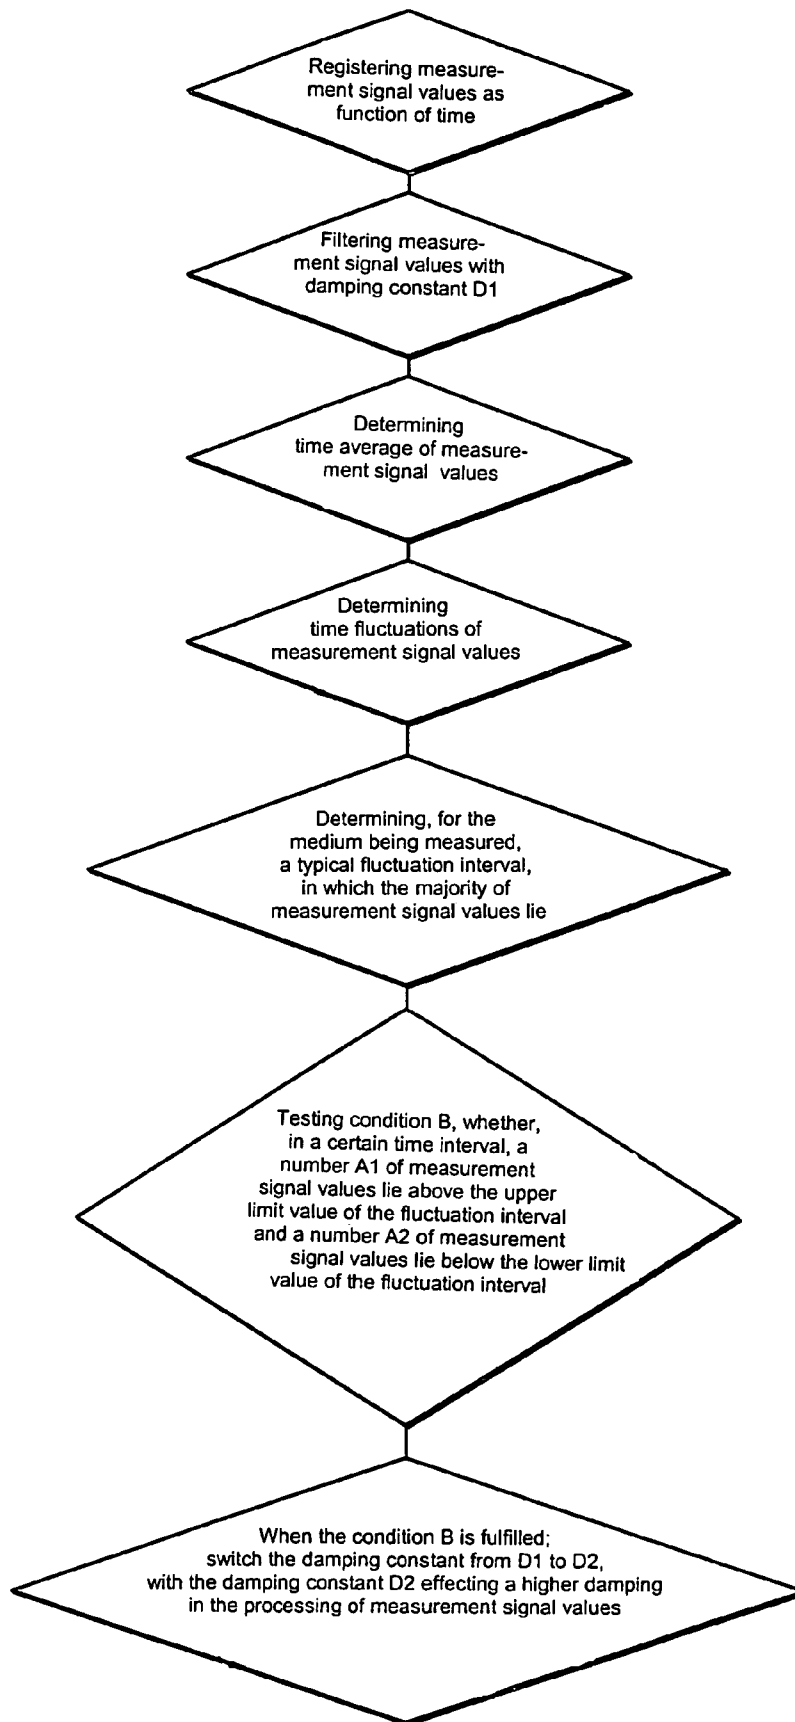 Registering measure-
ment signal values as
function of time
Filtering measure-
ment signal values with
damping constant D1
Determining
time average of measure-
ment signal values
Determining
time fluctuations of
measurement signal values
Determining, for the
medium being measured,
a typical fluctuation interval,
in which the majority of
measurement signal values lie
Testing condition B, whether,
in a certain time interval, a
number A1 of measurement
signal values lie above the upper
limit value of the fluctuation interval
and a number A2 of measurement
signal values lie below the lower limit
value of the fluctuation interval
When the condition B is fulfilled;
switch the damping constant from D1 to D2,
with the damping constant D2 effecting a higher damping
in the processing of measurement signal values